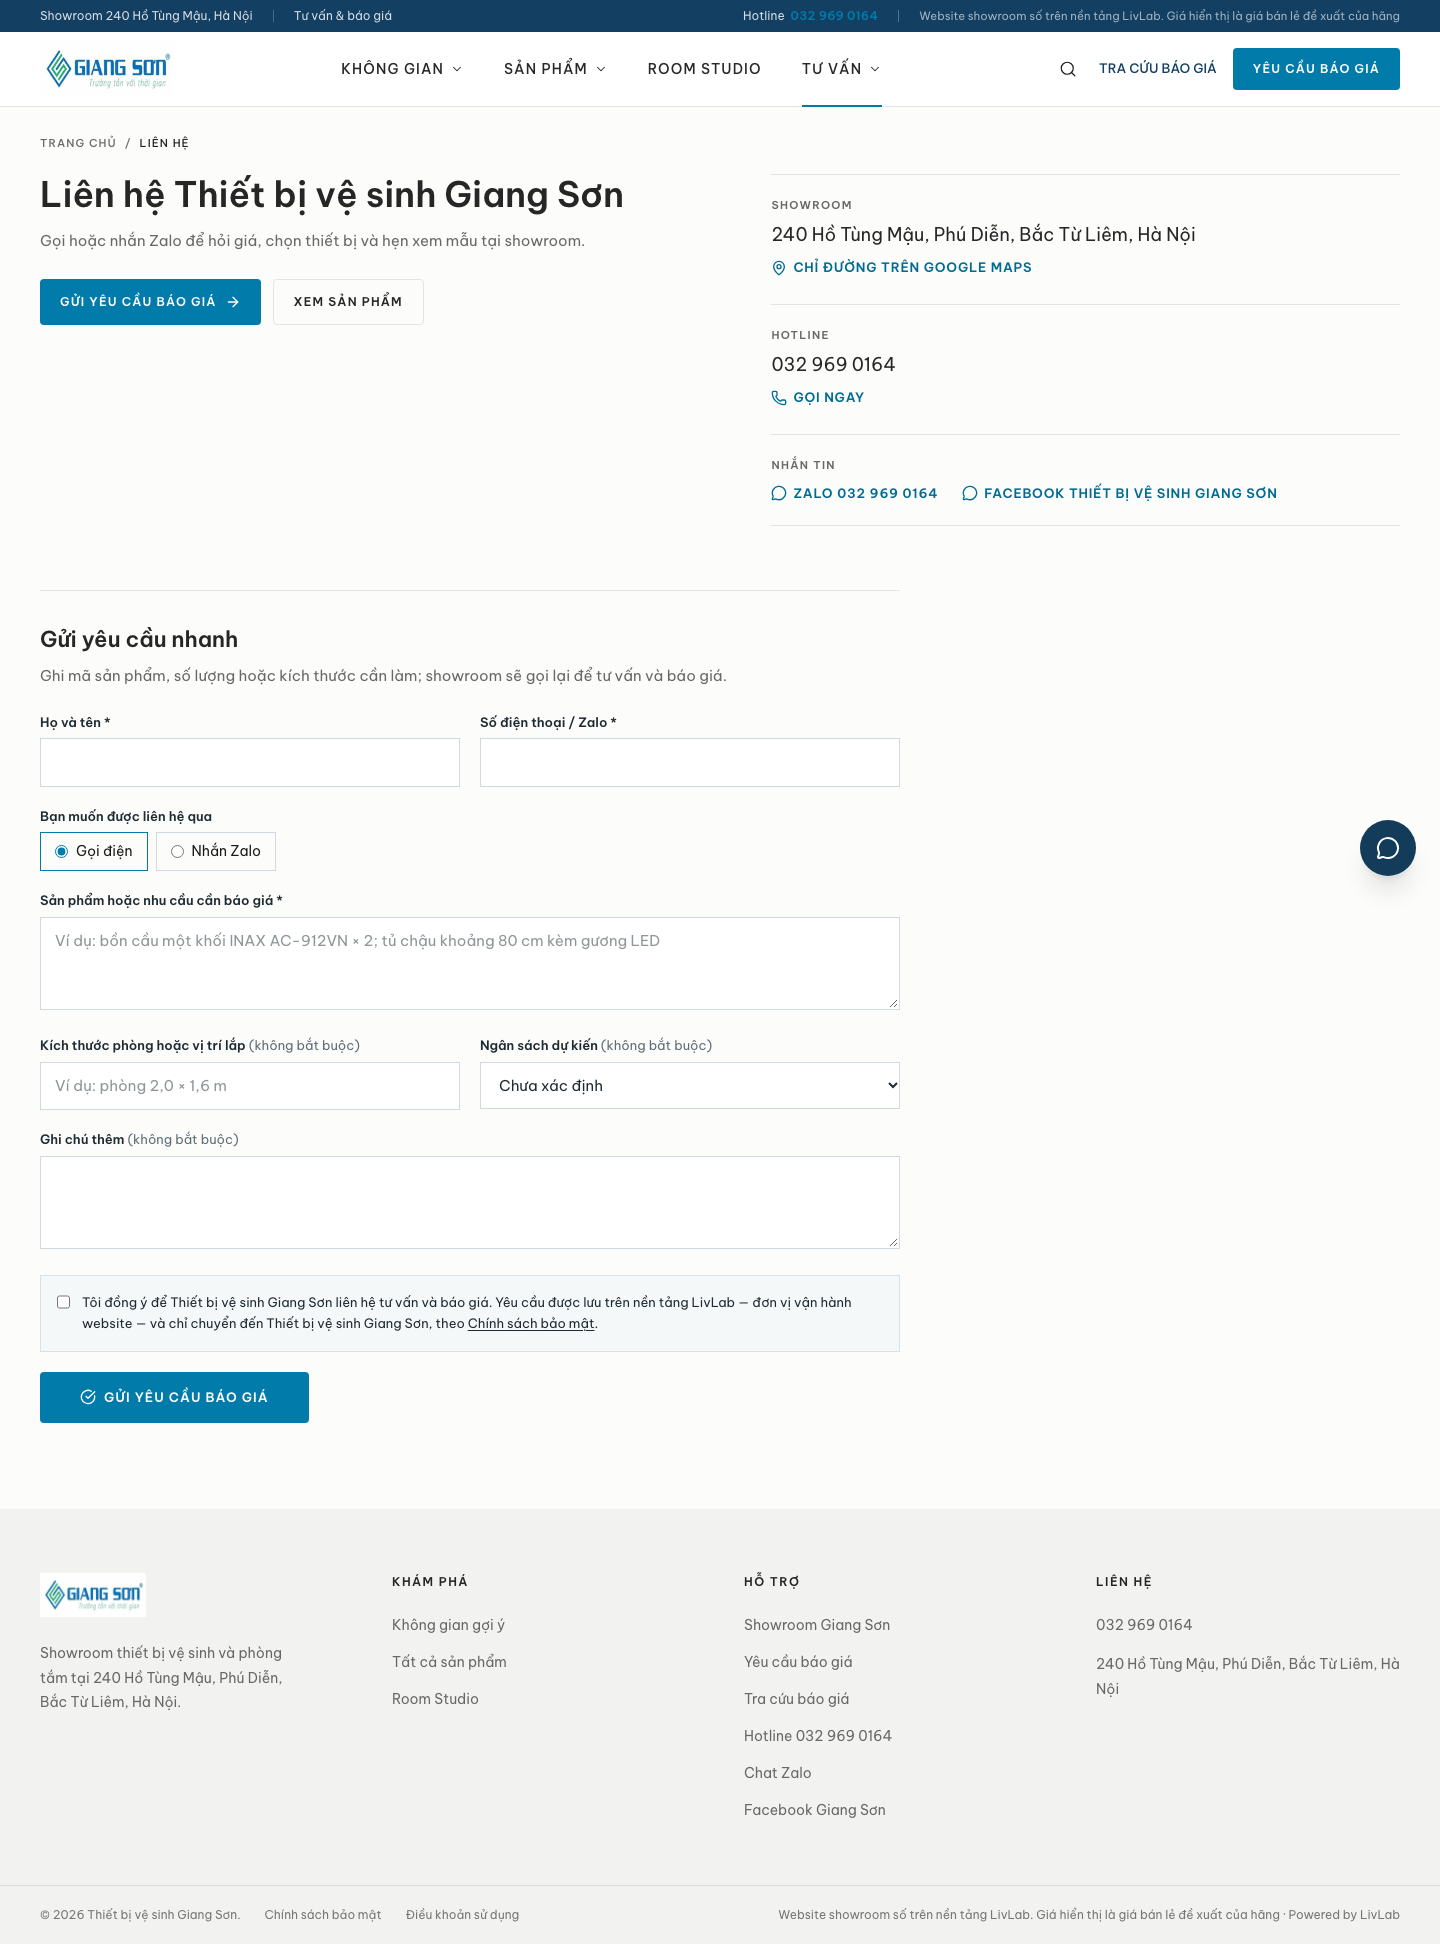 Showroom 240 Hồ Tùng Mậu, Hà Nội
Tư vấn & báo giá
Hotline 032 969 0164
Website showroom số trên nền tảng LivLab. Giá hiển thị là giá bán lẻ đề xuất của hãng
GIANG SƠN
Trường tồn với thời gian
KHÔNG GIAN
SẢN PHẨM
ROOM STUDIO
TƯ VẤN
TRA CỨU BÁO GIÁ
YÊU CẦU BÁO GIÁ
TRANG CHỦ / LIÊN HỆ
Liên hệ Thiết bị vệ sinh Giang Sơn
Gọi hoặc nhắn Zalo để hỏi giá, chọn thiết bị và hẹn xem mẫu tại showroom.
GỬI YÊU CẦU BÁO GIÁ
XEM SẢN PHẨM
SHOWROOM
240 Hồ Tùng Mậu, Phú Diễn, Bắc Từ Liêm, Hà Nội
CHỈ ĐƯỜNG TRÊN GOOGLE MAPS
HOTLINE
032 969 0164
GỌI NGAY
NHẮN TIN
ZALO 032 969 0164
FACEBOOK THIẾT BỊ VỆ SINH GIANG SƠN
Gửi yêu cầu nhanh
Ghi mã sản phẩm, số lượng hoặc kích thước cần làm; showroom sẽ gọi lại để tư vấn và báo giá.
Họ và tên *
Số điện thoại / Zalo *
Bạn muốn được liên hệ qua
Gọi điện
Nhắn Zalo
Sản phẩm hoặc nhu cầu cần báo giá *
Ví dụ: bồn cầu một khối INAX AC-912VN × 2; tủ chậu khoảng 80 cm kèm gương LED
Kích thước phòng hoặc vị trí lắp (không bắt buộc)
Ngân sách dự kiến (không bắt buộc)
Ví dụ: phòng 2,0 × 1,6 m
Chưa xác định
Ghi chú thêm (không bắt buộc)
Tôi đồng ý để Thiết bị vệ sinh Giang Sơn liên hệ tư vấn và báo giá. Yêu cầu được lưu trên nền tảng LivLab — đơn vị vận hành
website — và chỉ chuyển đến Thiết bị vệ sinh Giang Sơn, theo Chính sách bảo mật.
GỬI YÊU CẦU BÁO GIÁ
GIANG SƠN
Trường tồn với thời gian
Showroom thiết bị vệ sinh và phòng
tắm tại 240 Hồ Tùng Mậu, Phú Diễn,
Bắc Từ Liêm, Hà Nội.
KHÁM PHÁ
Không gian gợi ý
Tất cả sản phẩm
Room Studio
HỖ TRỢ
Showroom Giang Sơn
Yêu cầu báo giá
Tra cứu báo giá
Hotline 032 969 0164
Chat Zalo
Facebook Giang Sơn
LIÊN HỆ
032 969 0164
240 Hồ Tùng Mậu, Phú Diễn, Bắc Từ Liêm, Hà
Nội
© 2026 Thiết bị vệ sinh Giang Sơn.
Chính sách bảo mật
Điều khoản sử dụng
Website showroom số trên nền tảng LivLab. Giá hiển thị là giá bán lẻ đề xuất của hãng · Powered by LivLab